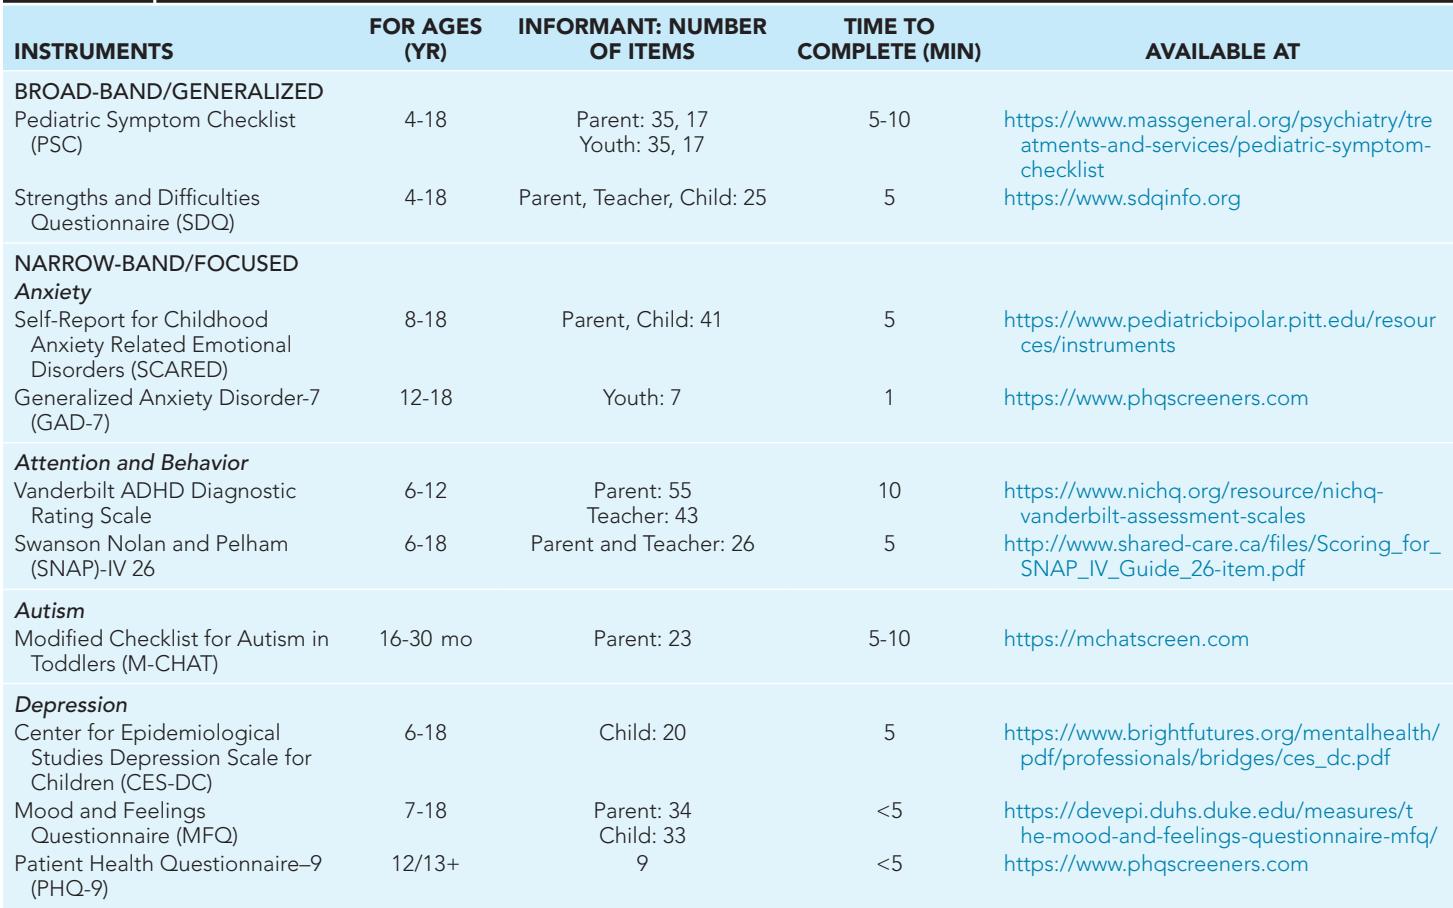 INSTRUMENTS
FOR AGES
(YR)
INFORMANT: NUMBER
OF ITEMS
TIME TO
COMPLETE (MIN)
AVAILABLE AT
BROAD-BAND/GENERALIZED
Pediatric Symptom Checklist
(PSC)
4-18
Parent: 35, 17
Youth: 35, 17
5-10
https://www.massgeneral.org/psychiatry/tre
atments-and-services/pediatric-symptom-
checklist
Strengths and Difficulties
Questionnaire (SDQ)
4-18
Parent, Teacher, Child: 25
5
https://www.sdqinfo.org
NARROW-BAND/FOCUSED
Anxiety
Self-Report for Childhood
Anxiety Related Emotional
Disorders (SCARED)
8-18
Parent, Child: 41
5
https://www.pediatricbipolar.pitt.edu/resour
ces/instruments
Generalized Anxiety Disorder-7
(GAD-7)
12-18
Youth: 7
1
https://www.phqscreeners.com
Attention and Behavior
Vanderbilt ADHD Diagnostic
Rating Scale
6-12
Parent: 55
Teacher: 43
10
https://www.nichq.org/resource/nichq-
vanderbilt-assessment-scales
Swanson Nolan and Pelham
(SNAP)-IV 26
6-18
Parent and Teacher: 26
5
http://www.shared-care.ca/files/Scoring_for_
SNAP_IV_Guide_26-item.pdf
Autism
Modified Checklist for Autism in
Toddlers (M-CHAT)
16-30 mo
Parent: 23
5-10
https://mchatscreen.com
Depression
Center for Epidemiological
Studies Depression Scale for
Children (CES-DC)
6-18
Child: 20
5
https://www.brightfutures.org/mentalhealth/
pdf/professionals/bridges/ces_dc.pdf
Mood and Feelings
Questionnaire (MFQ)
7-18
Parent: 34
Child: 33
<5
https://devepi.duhs.duke.edu/measures/t
he-mood-and-feelings-questionnaire-mfq/
Patient Health Questionnaire–9
(PHQ-9)
12/13+
9
<5
https://www.phqscreeners.com